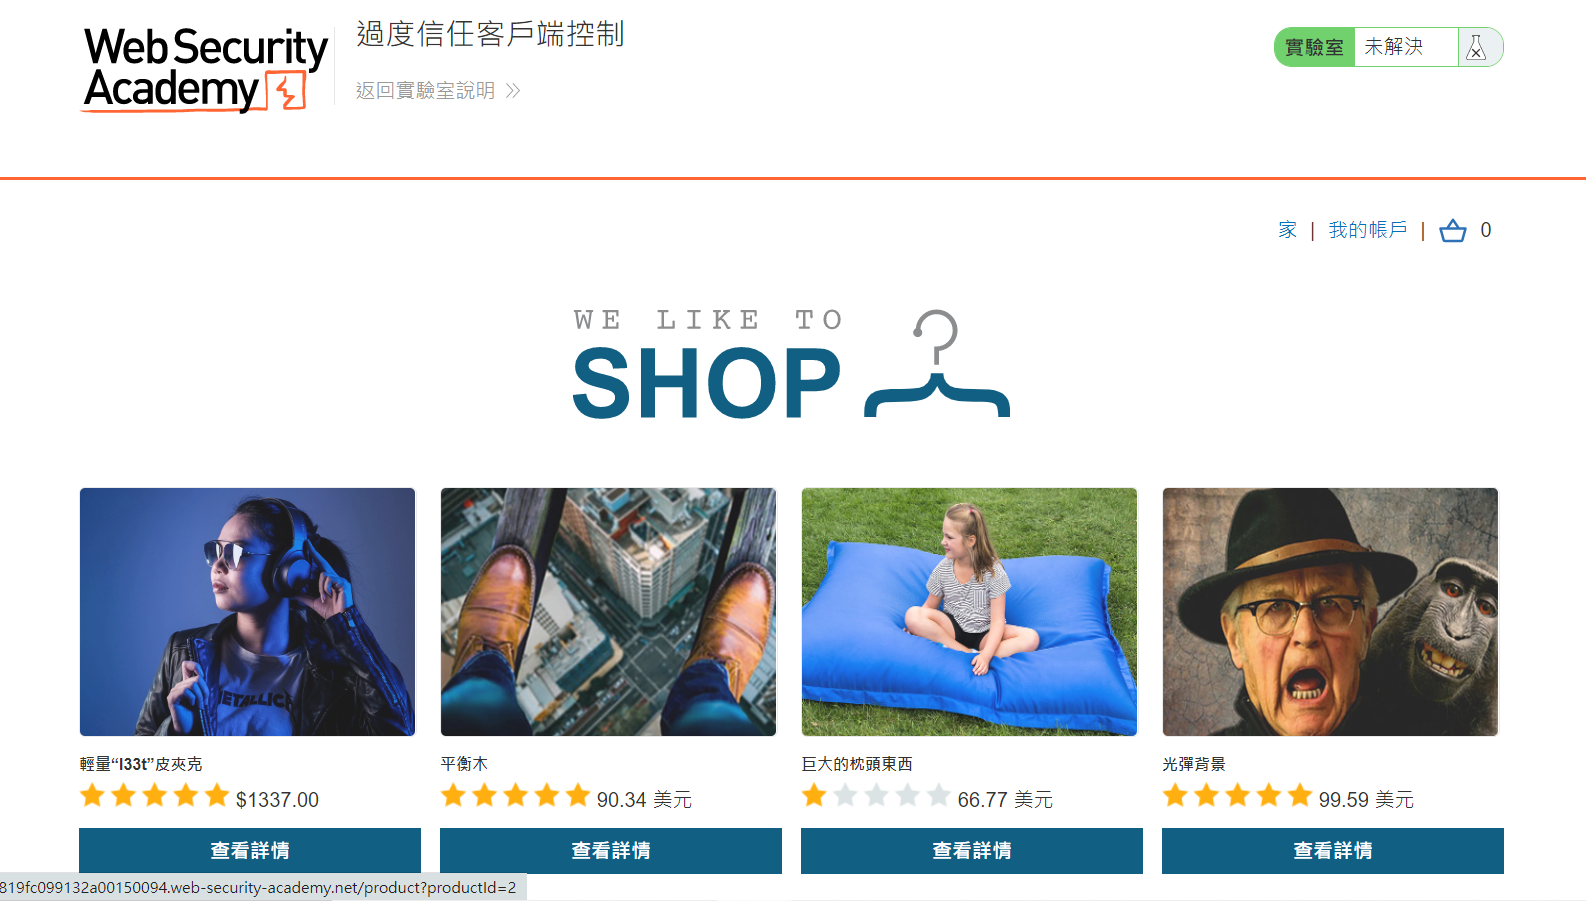 Web Security
Academy
過度信任客戶端控制
返回實驗室說明
實驗室 未解決
家 | 我的帳戶 | 0
WE LIKE TO
SHOP
METALLICA
輕量“l33t”皮夾克
$1337.00
查看詳情
平衡木
90.34 美元
查看詳情
巨大的枕頭東西
66.77 美元
查看詳情
光彈背景
99.59 美元
查看詳情
819fc099132a00150094.web-security-academy.net/product?productId=2